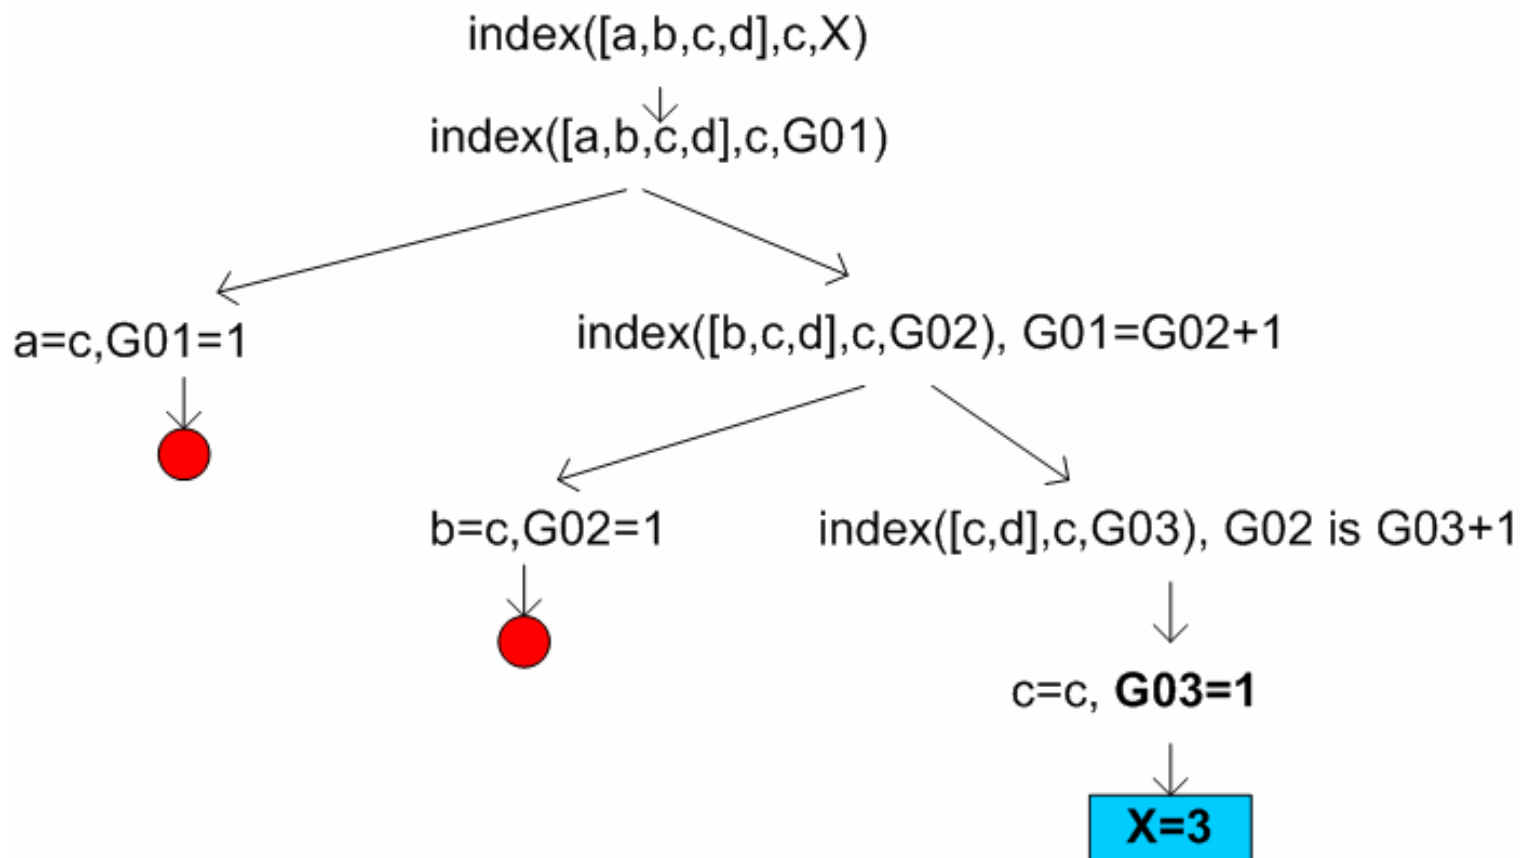 index([a,b,c,d],c,X)
index([a,b,c,d],c,G01)
a=c,G01=1
index([b,c,d],c,G02), G01=G02+1
b=c,G02=1
index([c,d],c,G03), G02 is G03+1
c=c, G03=1
X=3